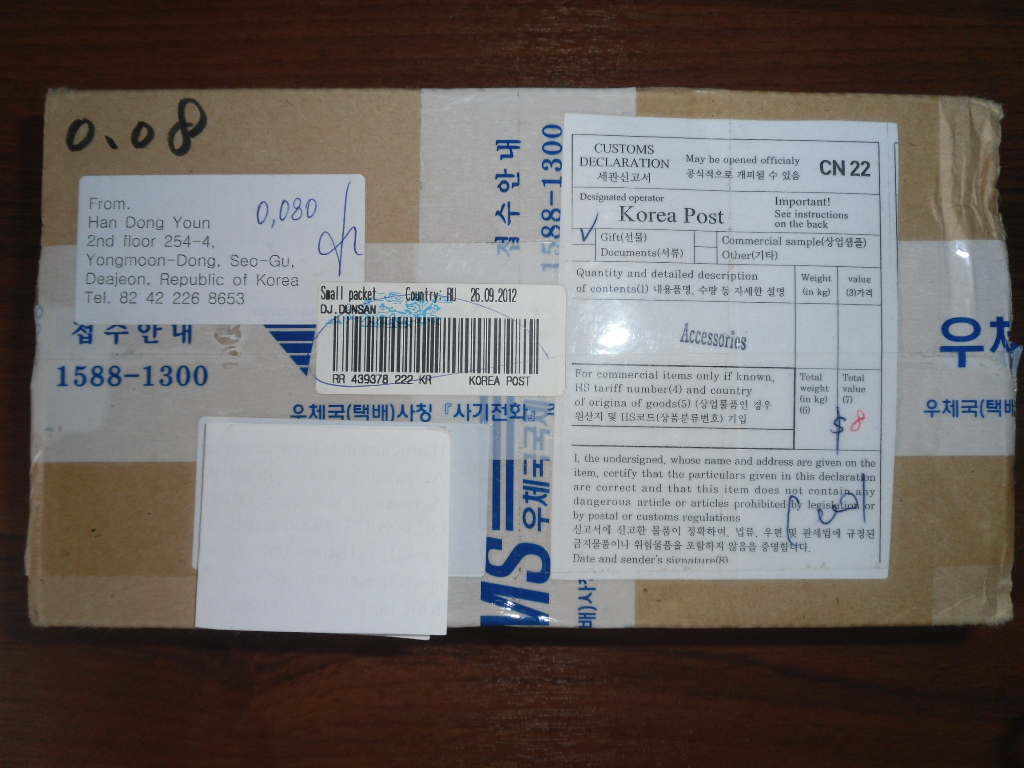 0.08
From.
Han Dong Youn
2nd floor 254-4,
Yongmoon-Dong, Seo-Gu,
Deajeon, Republic of Korea
Tel. 82 42 226 8653
0,080
접수안내
1588-1300
Small packet Country: RU 26.09.2012
DJ.DUNSAN
RR 439378 222 KR KOREA POST
접수안내
1588-1300
우체국(택배)사칭 『사기전화』
우체국국제
MS
배)사
CUSTOMS
DECLARATION
세관신고서
May be opened officialy
공식적으로 개피될 수 있음
CN 22
Designated operator
Korea Post
Important!
See instructions
on the back
Gift(선물)
Documents(서류)
Commercial sample(상업샘플)
Other(기타)
Quantity and detailed description
of contents(1) 내용품명, 수량 등 자세한 설명
Weight
(in kg)
value
(3)가격
Accessories
For commercial items only if known,
HS tariff number(4) and country
of origina of goods(5) (상업물품인 경우
원산지 및 HS코드(상품분류번호) 기입
Total
weight
(in kg)
(6)
Total
value
(7)
$ 8
I, the undersigned, whose name and address are given on the
item, certify that the particulars given in this declaration
are correct and that this item does not contain any
dangerous article or articles prohibited by legislation or
by postal or customs regulations
신고서에 신고한 물품이 정확하며, 법류, 우편 및 관세법에 규정된
금지물품이나 위험물품을 포함하지 않음을 증명합니다.
Date and sender's signature(8)
우체
우체국(택배